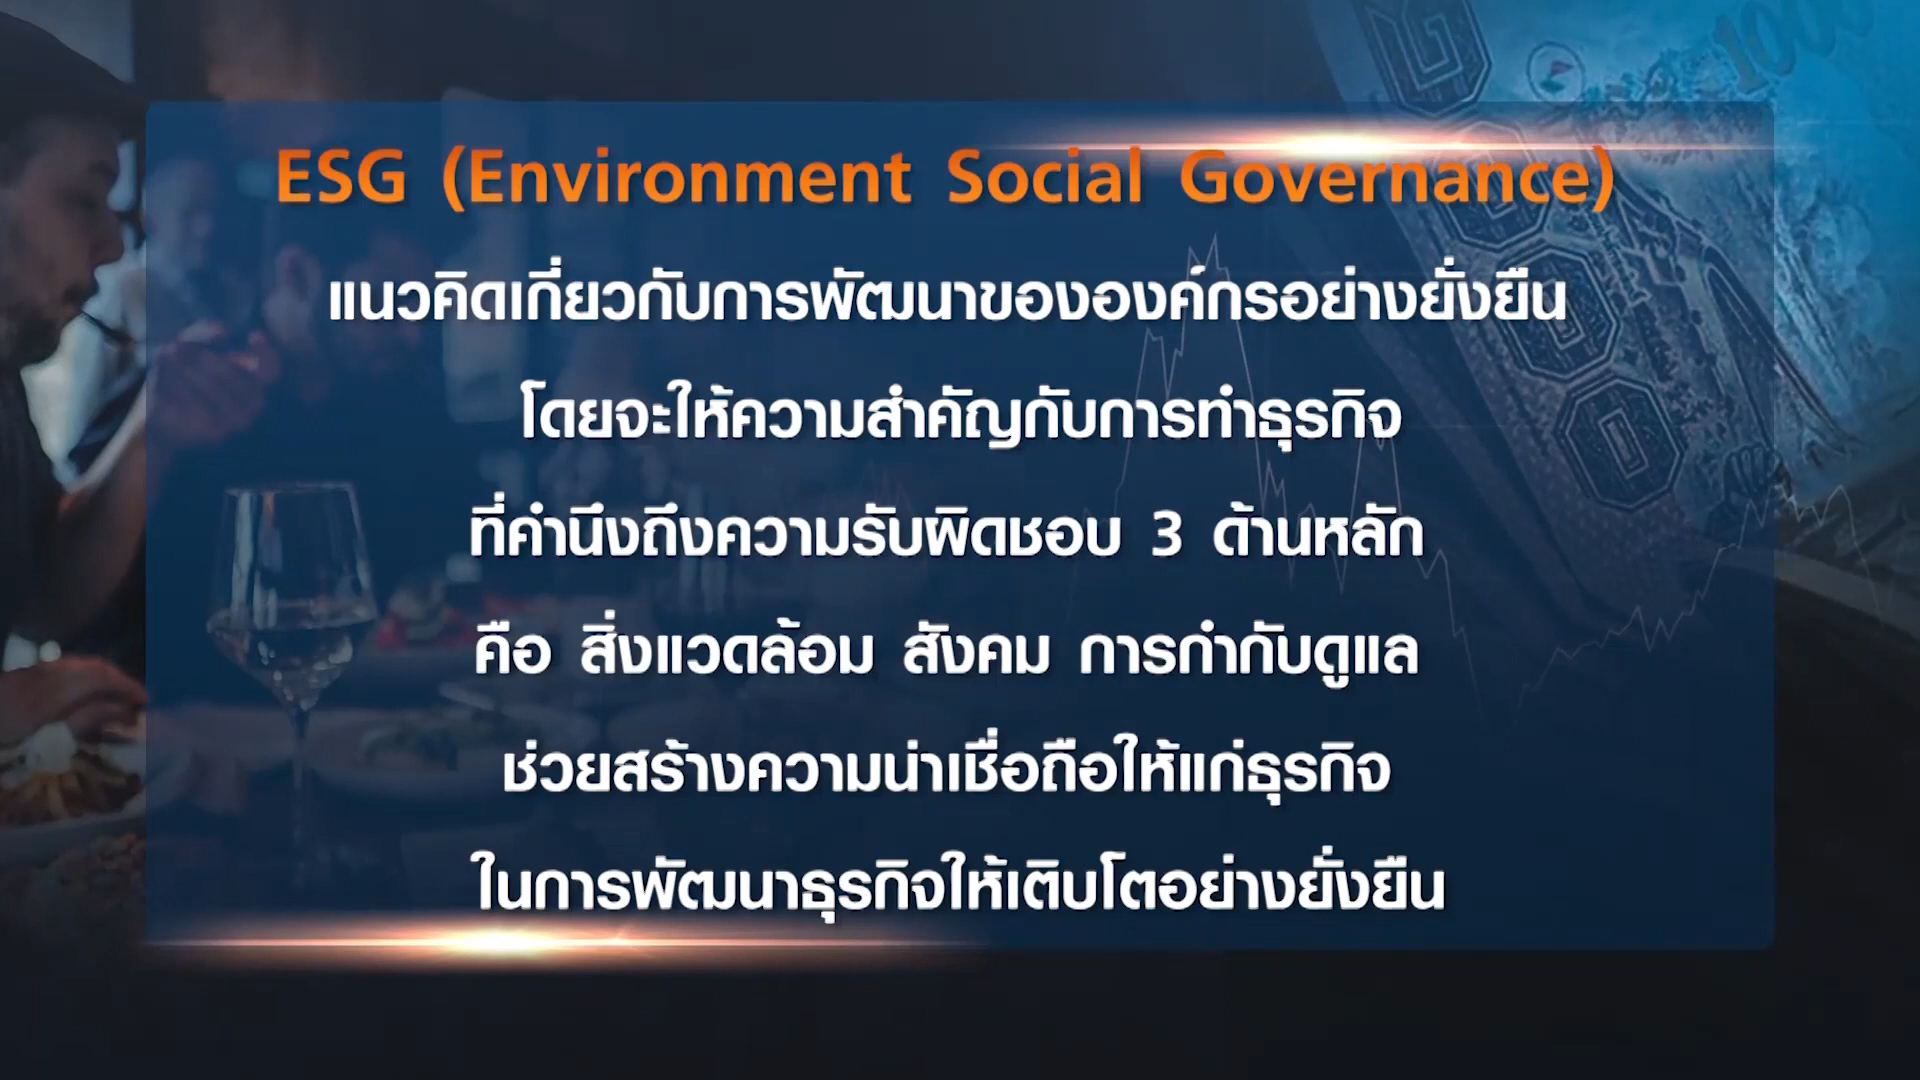 ESG (Environment Social Governance)
แนวคิดเกี่ยวกับการพัฒนาขององค์กรอย่างยั่งยืน
โดยจะให้ความสำคัญกับการทำธุรกิจ
ที่คำนึงถึงความรับผิดชอบ 3 ด้านหลัก
คือ สิ่งแวดล้อม สังคม การกำกับดูแล
ช่วยสร้างความน่าเชื่อถือให้แก่ธุรกิจ
ในการพัฒนาธุรกิจให้เติบโตอย่างยั่งยืน
1000